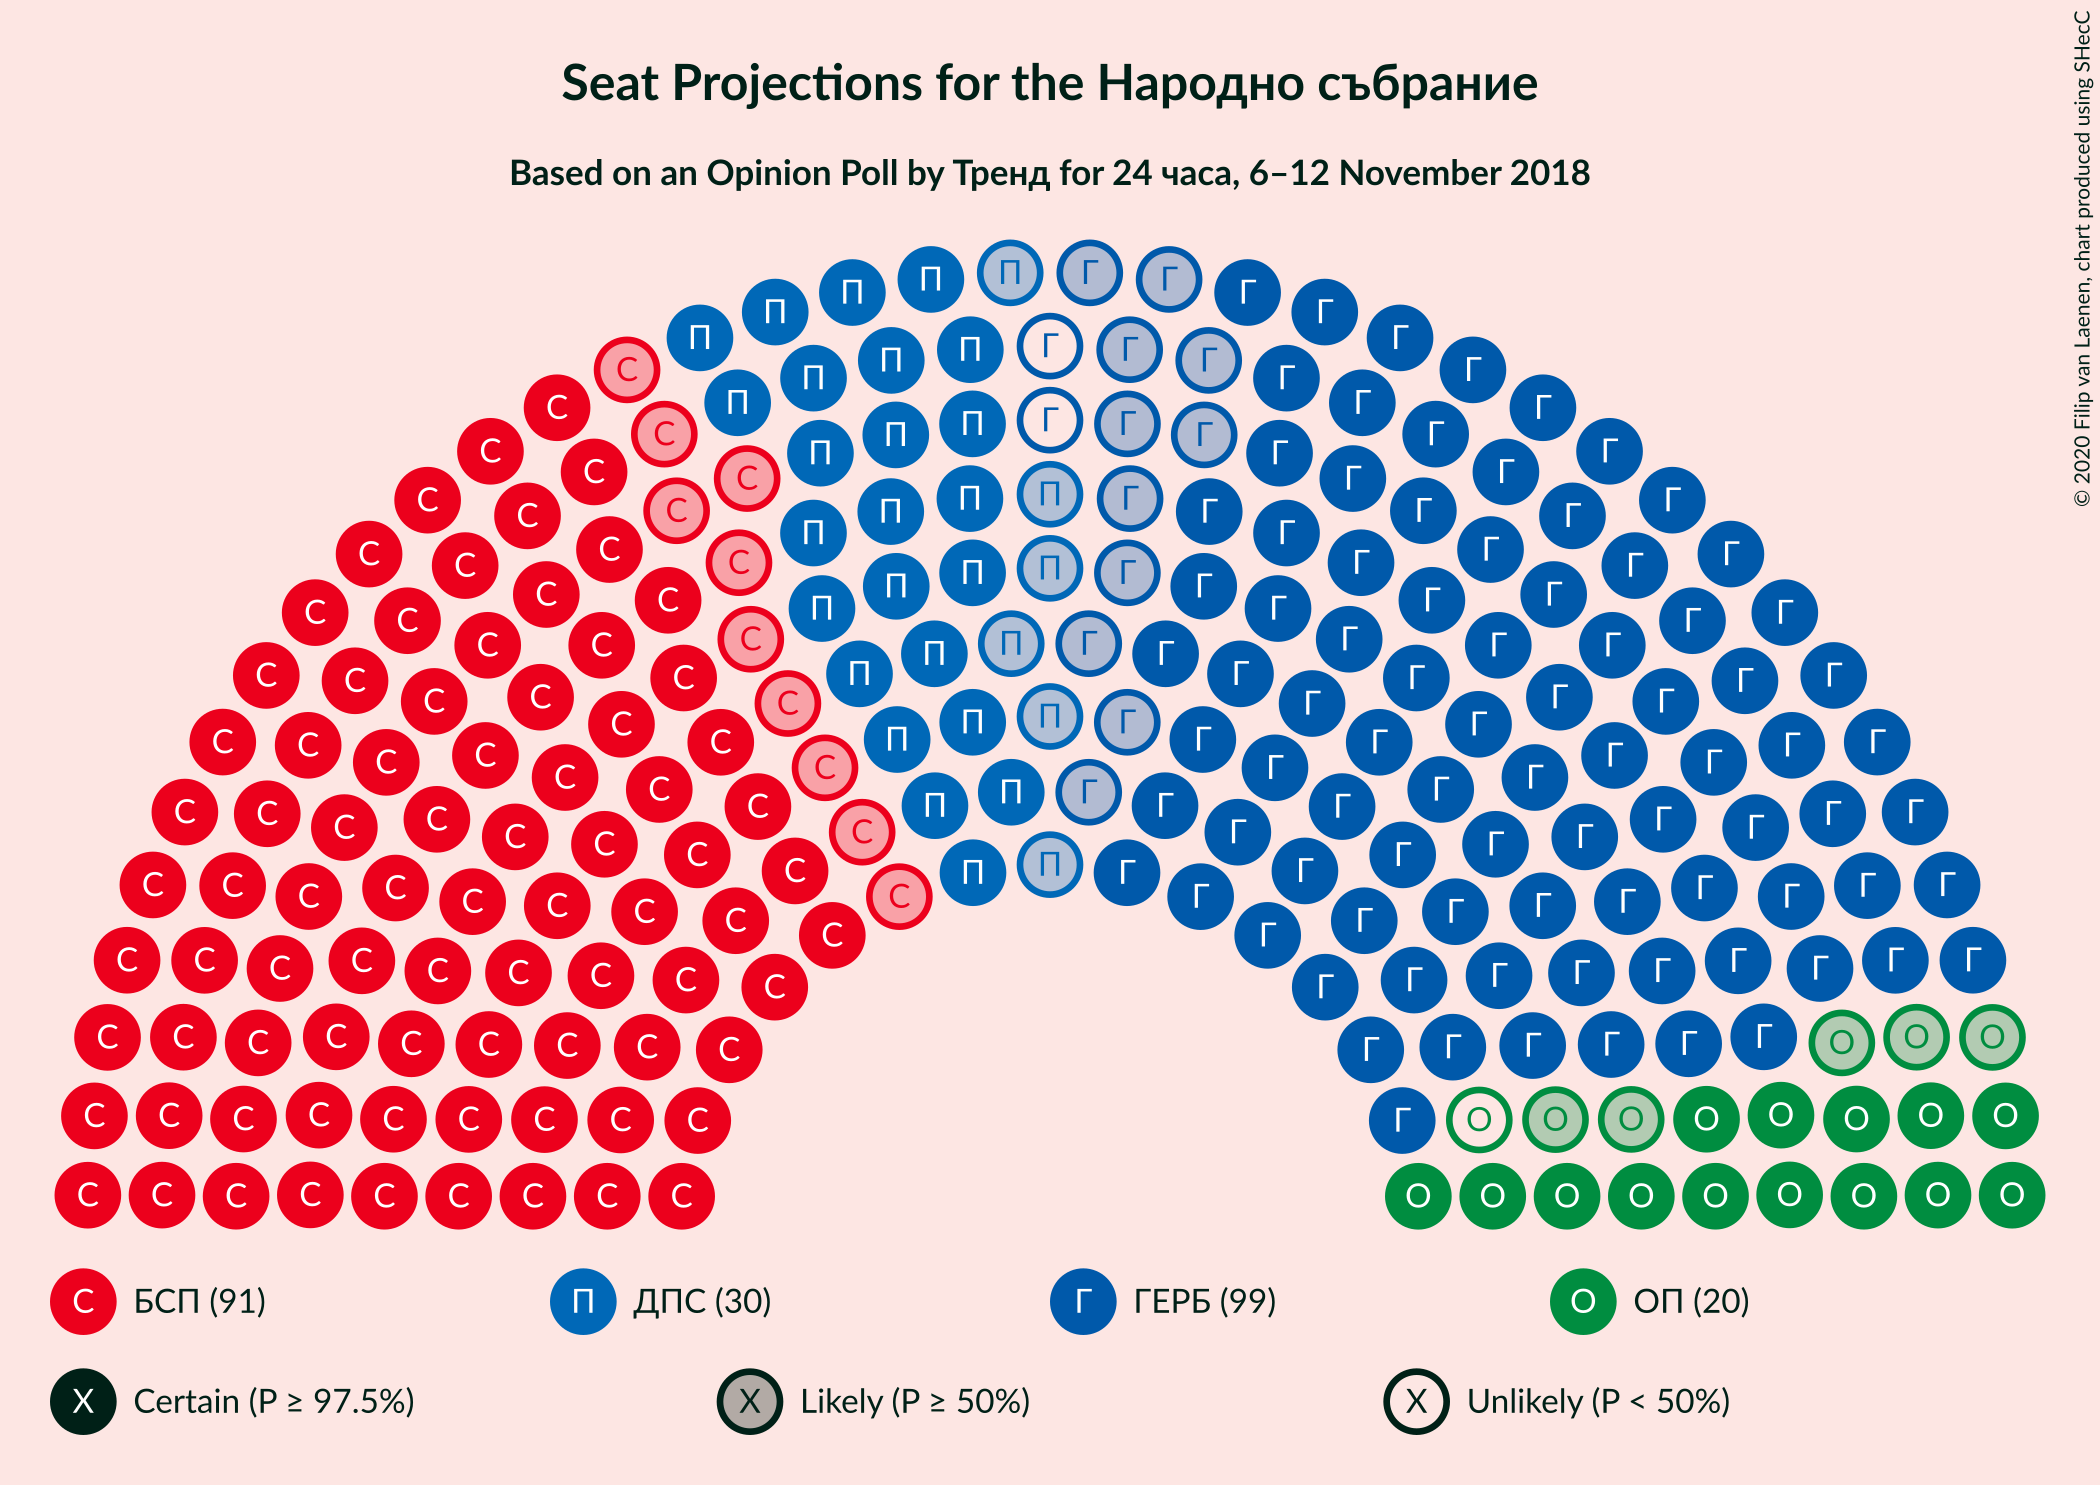 Seat Projections for the Народно събрание
Based on an Opinion Poll by Тренд for 24 часа, 6–12 November 2018
© 2020 Filip van Laenen, chart produced using SHecC
С БСП (91)
П ДПС (30)
Г ГЕРБ (99)
О ОП (20)
X Certain (P ≥ 97.5%)
X Likely (P ≥ 50%)
X Unlikely (P < 50%)